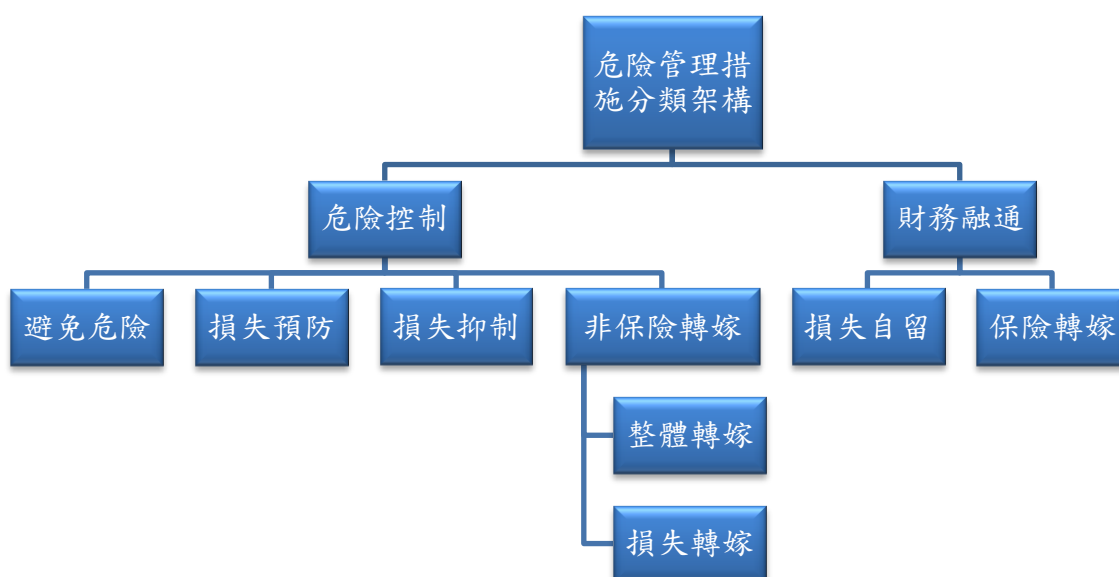 危險管理措
施分類架構
危險控制
財務融通
避免危險
損失預防
損失抑制
非保險轉嫁
損失自留
保險轉嫁
整體轉嫁
損失轉嫁